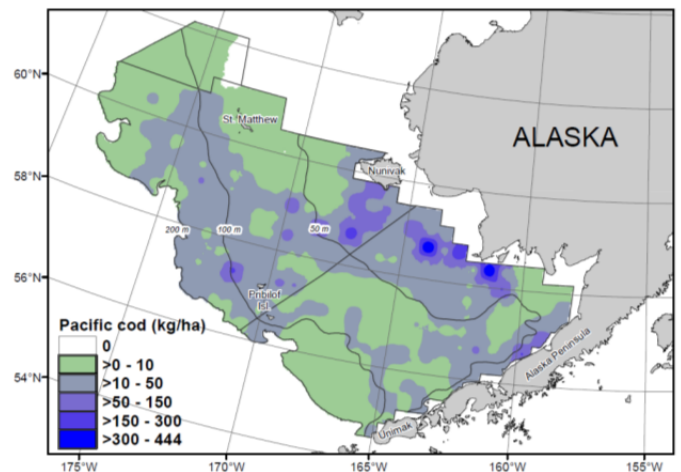 60°N
58°N
56°N
54°N
ALASKA
St. Matthew
Nunivak
200 m
100 m
50 m
Pribilof
Isl.
Alaska Peninsula
Unimak
Pacific cod (kg/ha)
0
>0 - 10
>10 - 50
>50 - 150
>150 - 300
>300 - 444
175°W
170°W
165°W
160°W
155°W